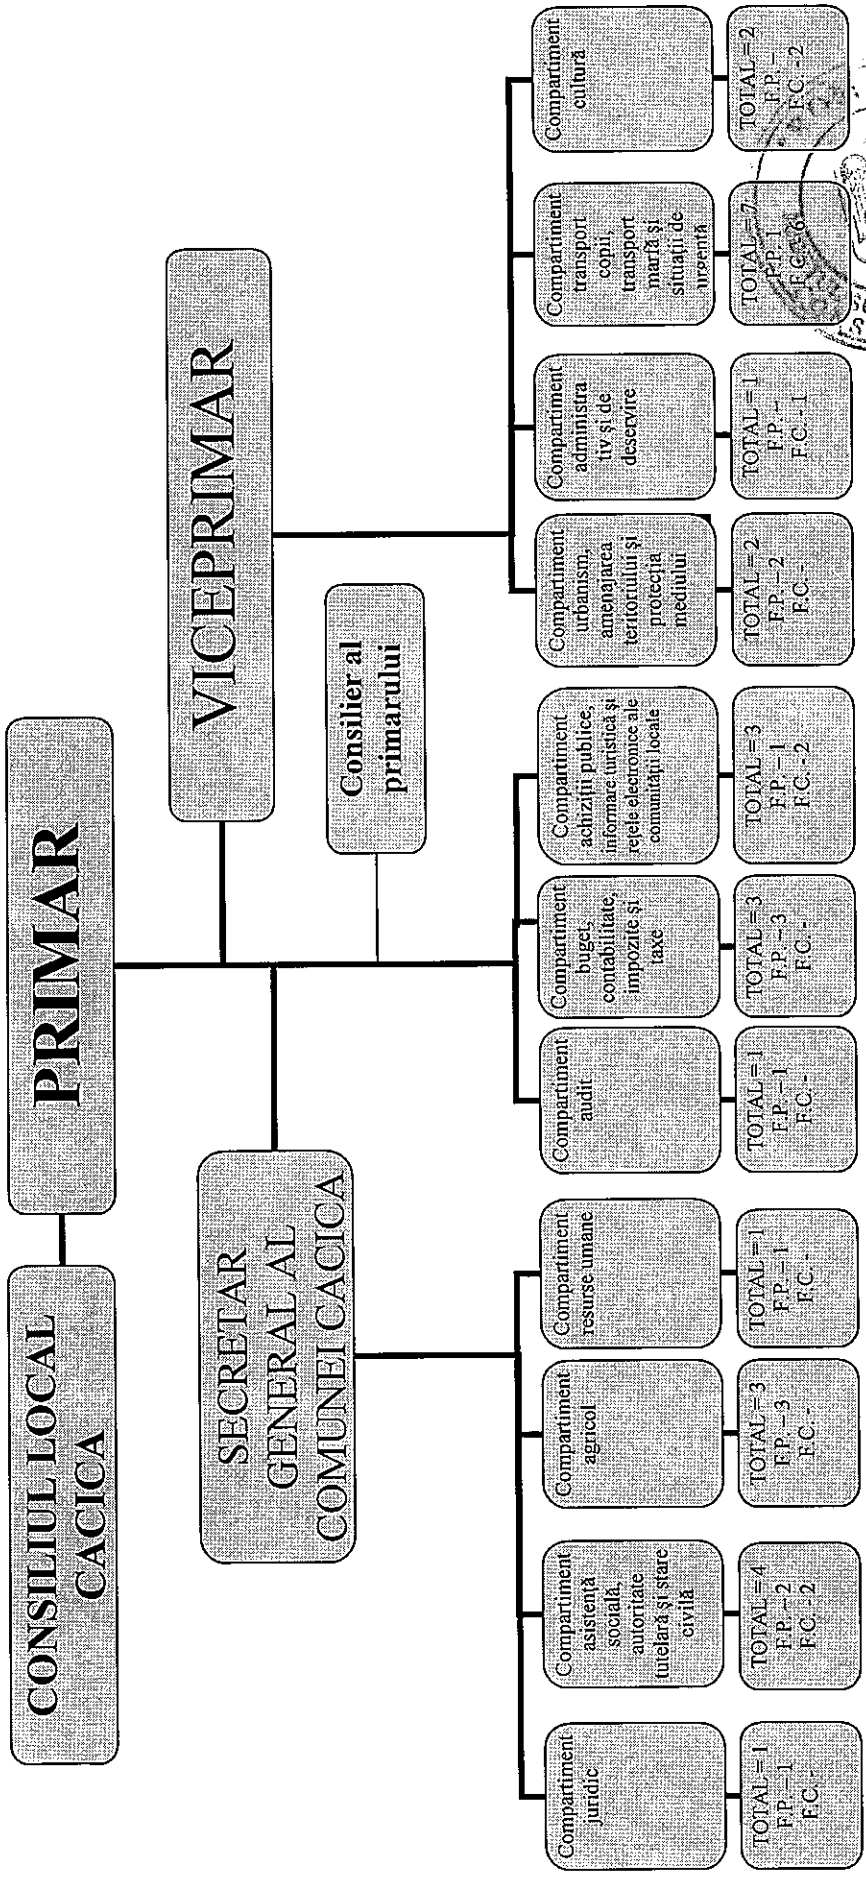 CONSILIUL LOCAL
CACICA
PRIMAR
SECRETAR
GENERAL AL
COMUNEI CACICA
VICEPRIMAR
Consilier al
primarului
Compartiment
juridic
TOTAL = 1
F.P. – 1
F.C. -
Compartiment
asistență
socială,
autoritate
tutelară și stare
civilă
TOTAL = 4
F.P. – 2
F.C. -2
Compartiment
agricol
TOTAL = 3
F.P. – 3
F.C. -
Compartiment
resurse umane
TOTAL = 1
F.P. – 1
F.C. -
Compartiment
audit
TOTAL = 1
F.P. – 1
F.C. -
Compartiment
buget,
contabilitate,
impozite și
taxe
TOTAL = 3
F.P. – 3
F.C. -
Compartiment
achiziții publice,
informare turistică și
rețele electronice ale
comunității locale
TOTAL = 3
F.P. – 1
F.C. - 2
Compartiment
urbanism,
amenajarea
teritoriului și
protecția
mediului
TOTAL = 2
F.P. – 2
F.C. -
Compartiment
administra
tiv și de
deservire
TOTAL = 1
F.P. –
F.C. - 1
Compartiment
transport
copii,
transport
marfă și
situații de
urgență
TOTAL = 7
F.P. 1
F.C. - 6
Compartiment
cultură
TOTAL = 2
F.P. –
F.C. - 2